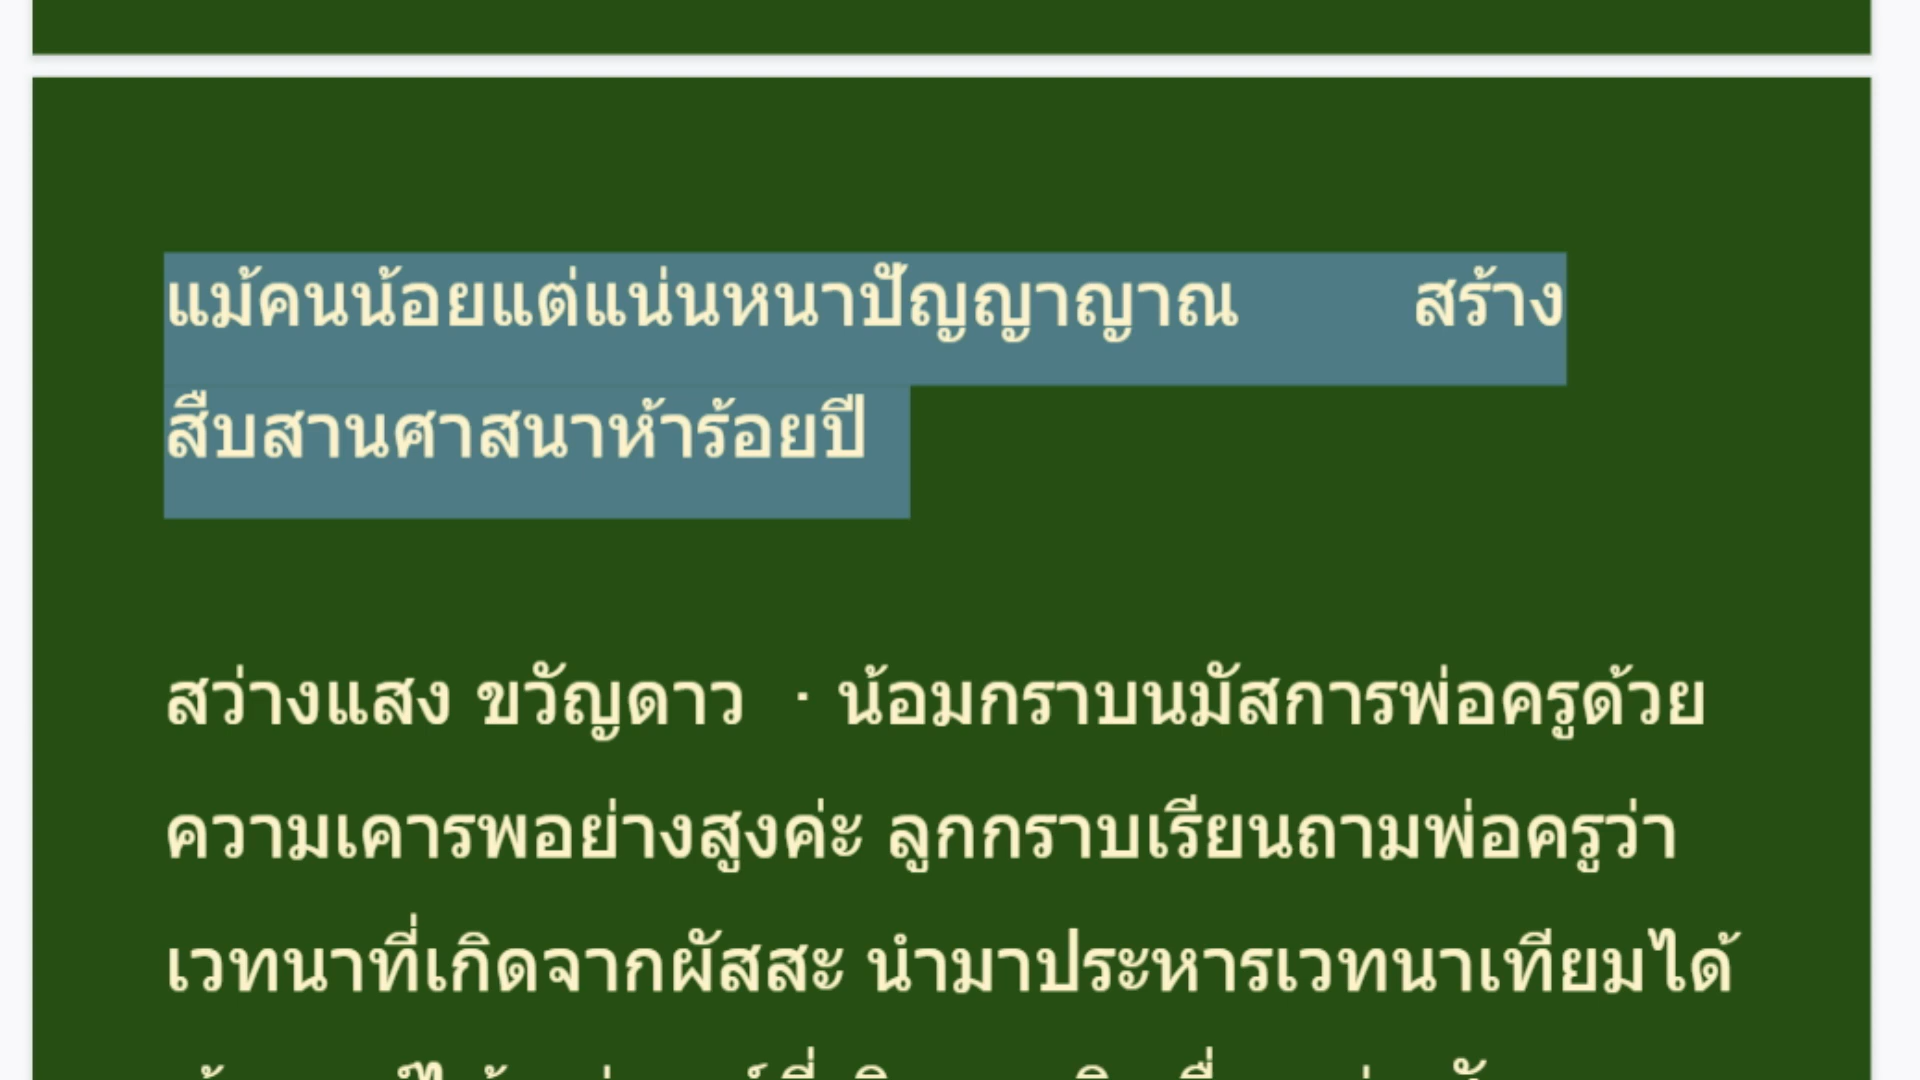 แม้คนน้อยแต่แน่นหนาปัญญาญาณ สร้าง
สืบสานศาสนาห้าร้อยปี
สว่างแสง ขวัญดาว · น้อมกราบนมัสการพ่อครูด้วย
ความเคารพอย่างสูงค่ะ ลูกกราบเรียนถามพ่อครูว่า
เวทนาที่เกิดจากผัสสะ นำมาประหารเวทนาเทียมได้